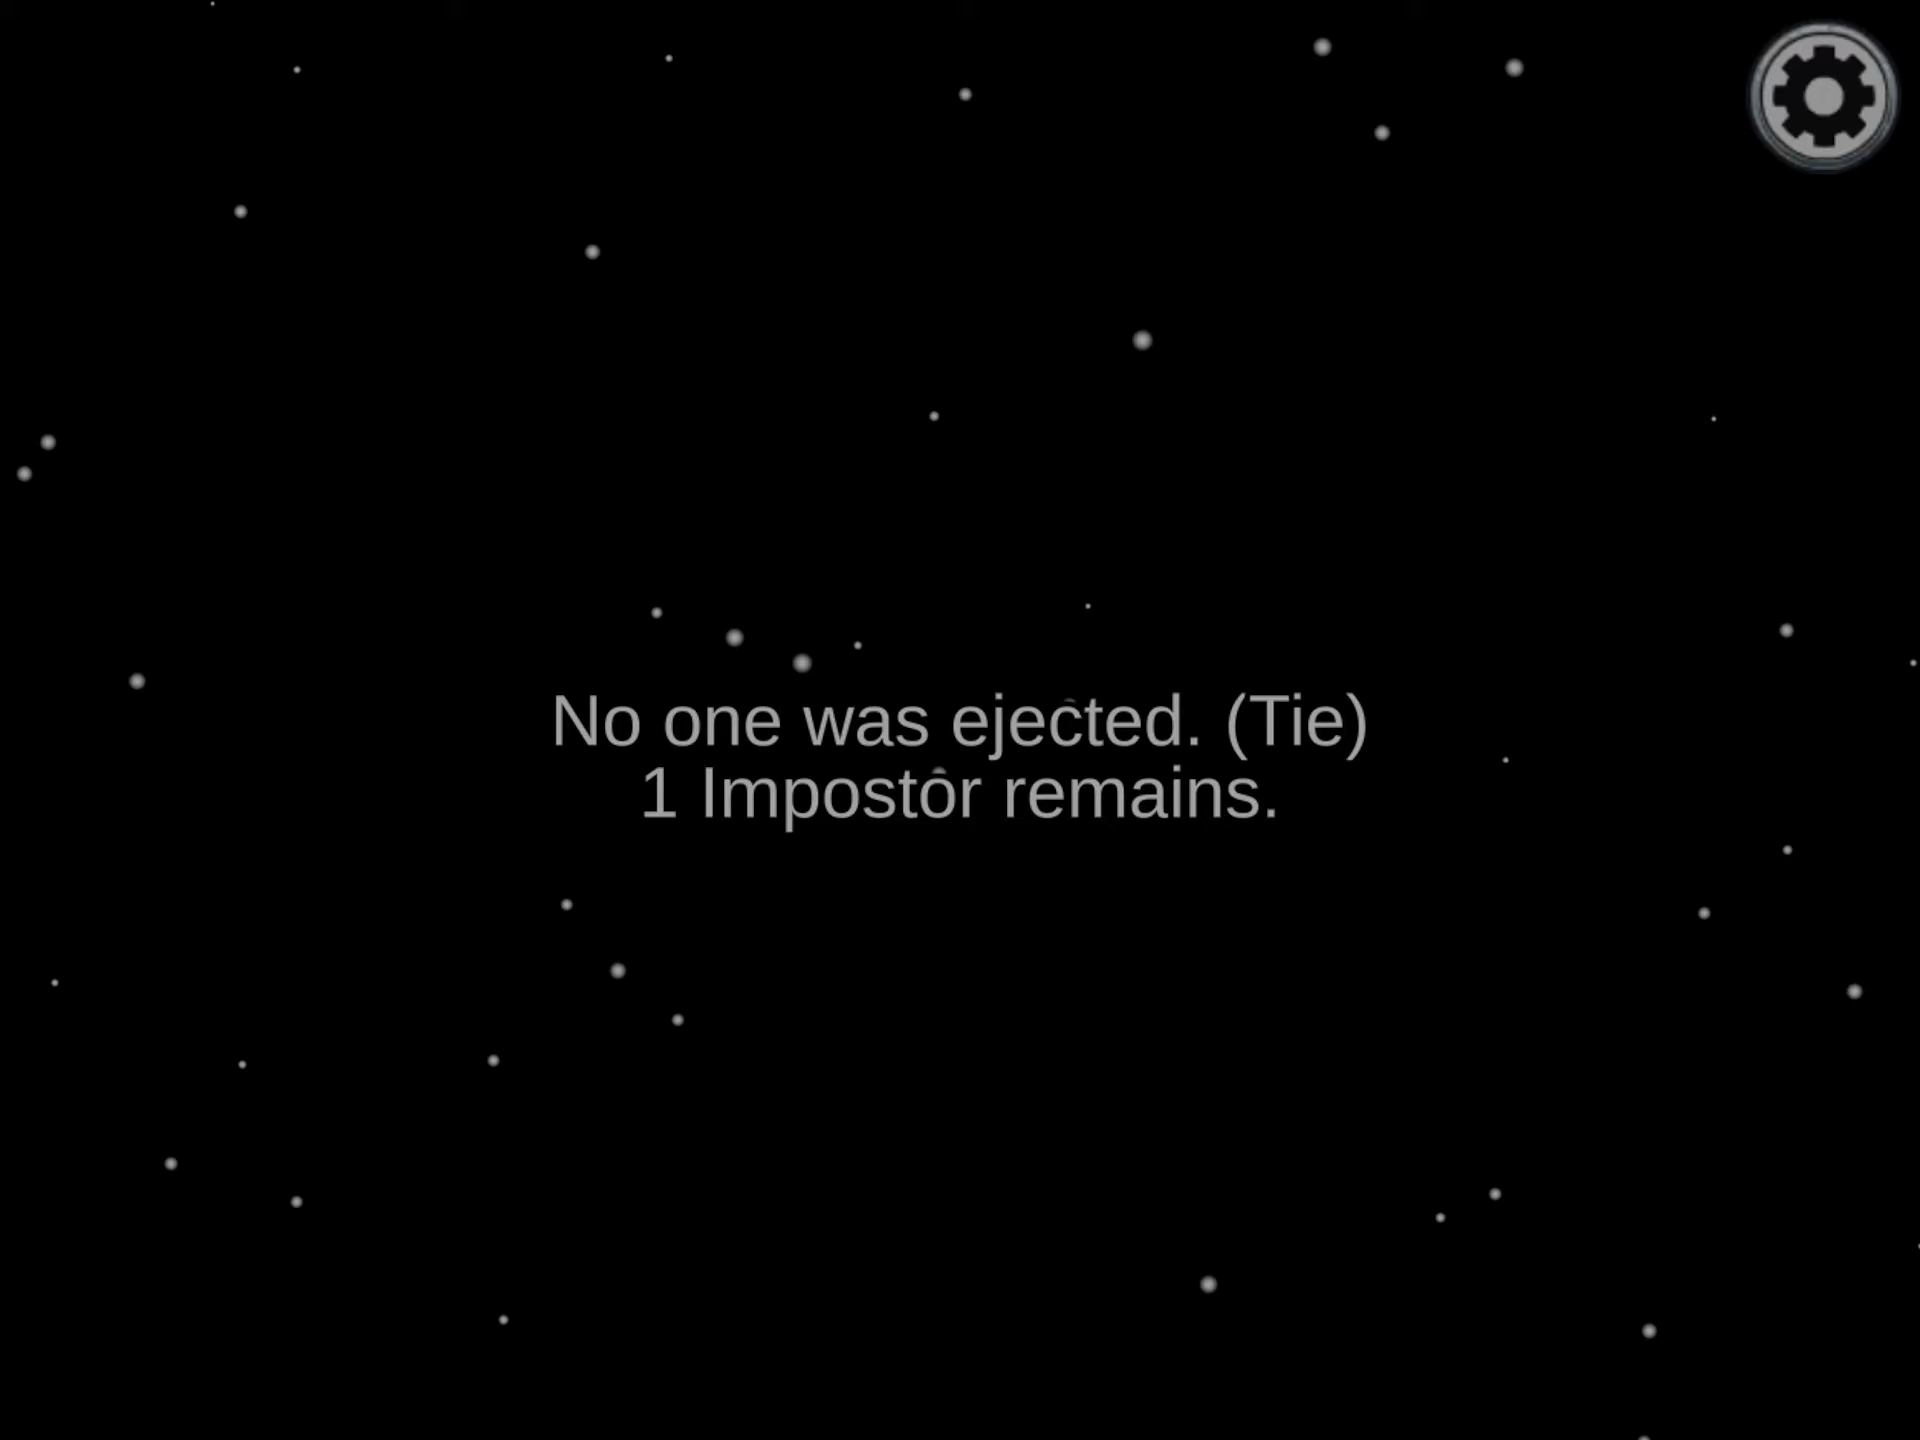 No one was ejected. (Tie)
1 Impostor remains.